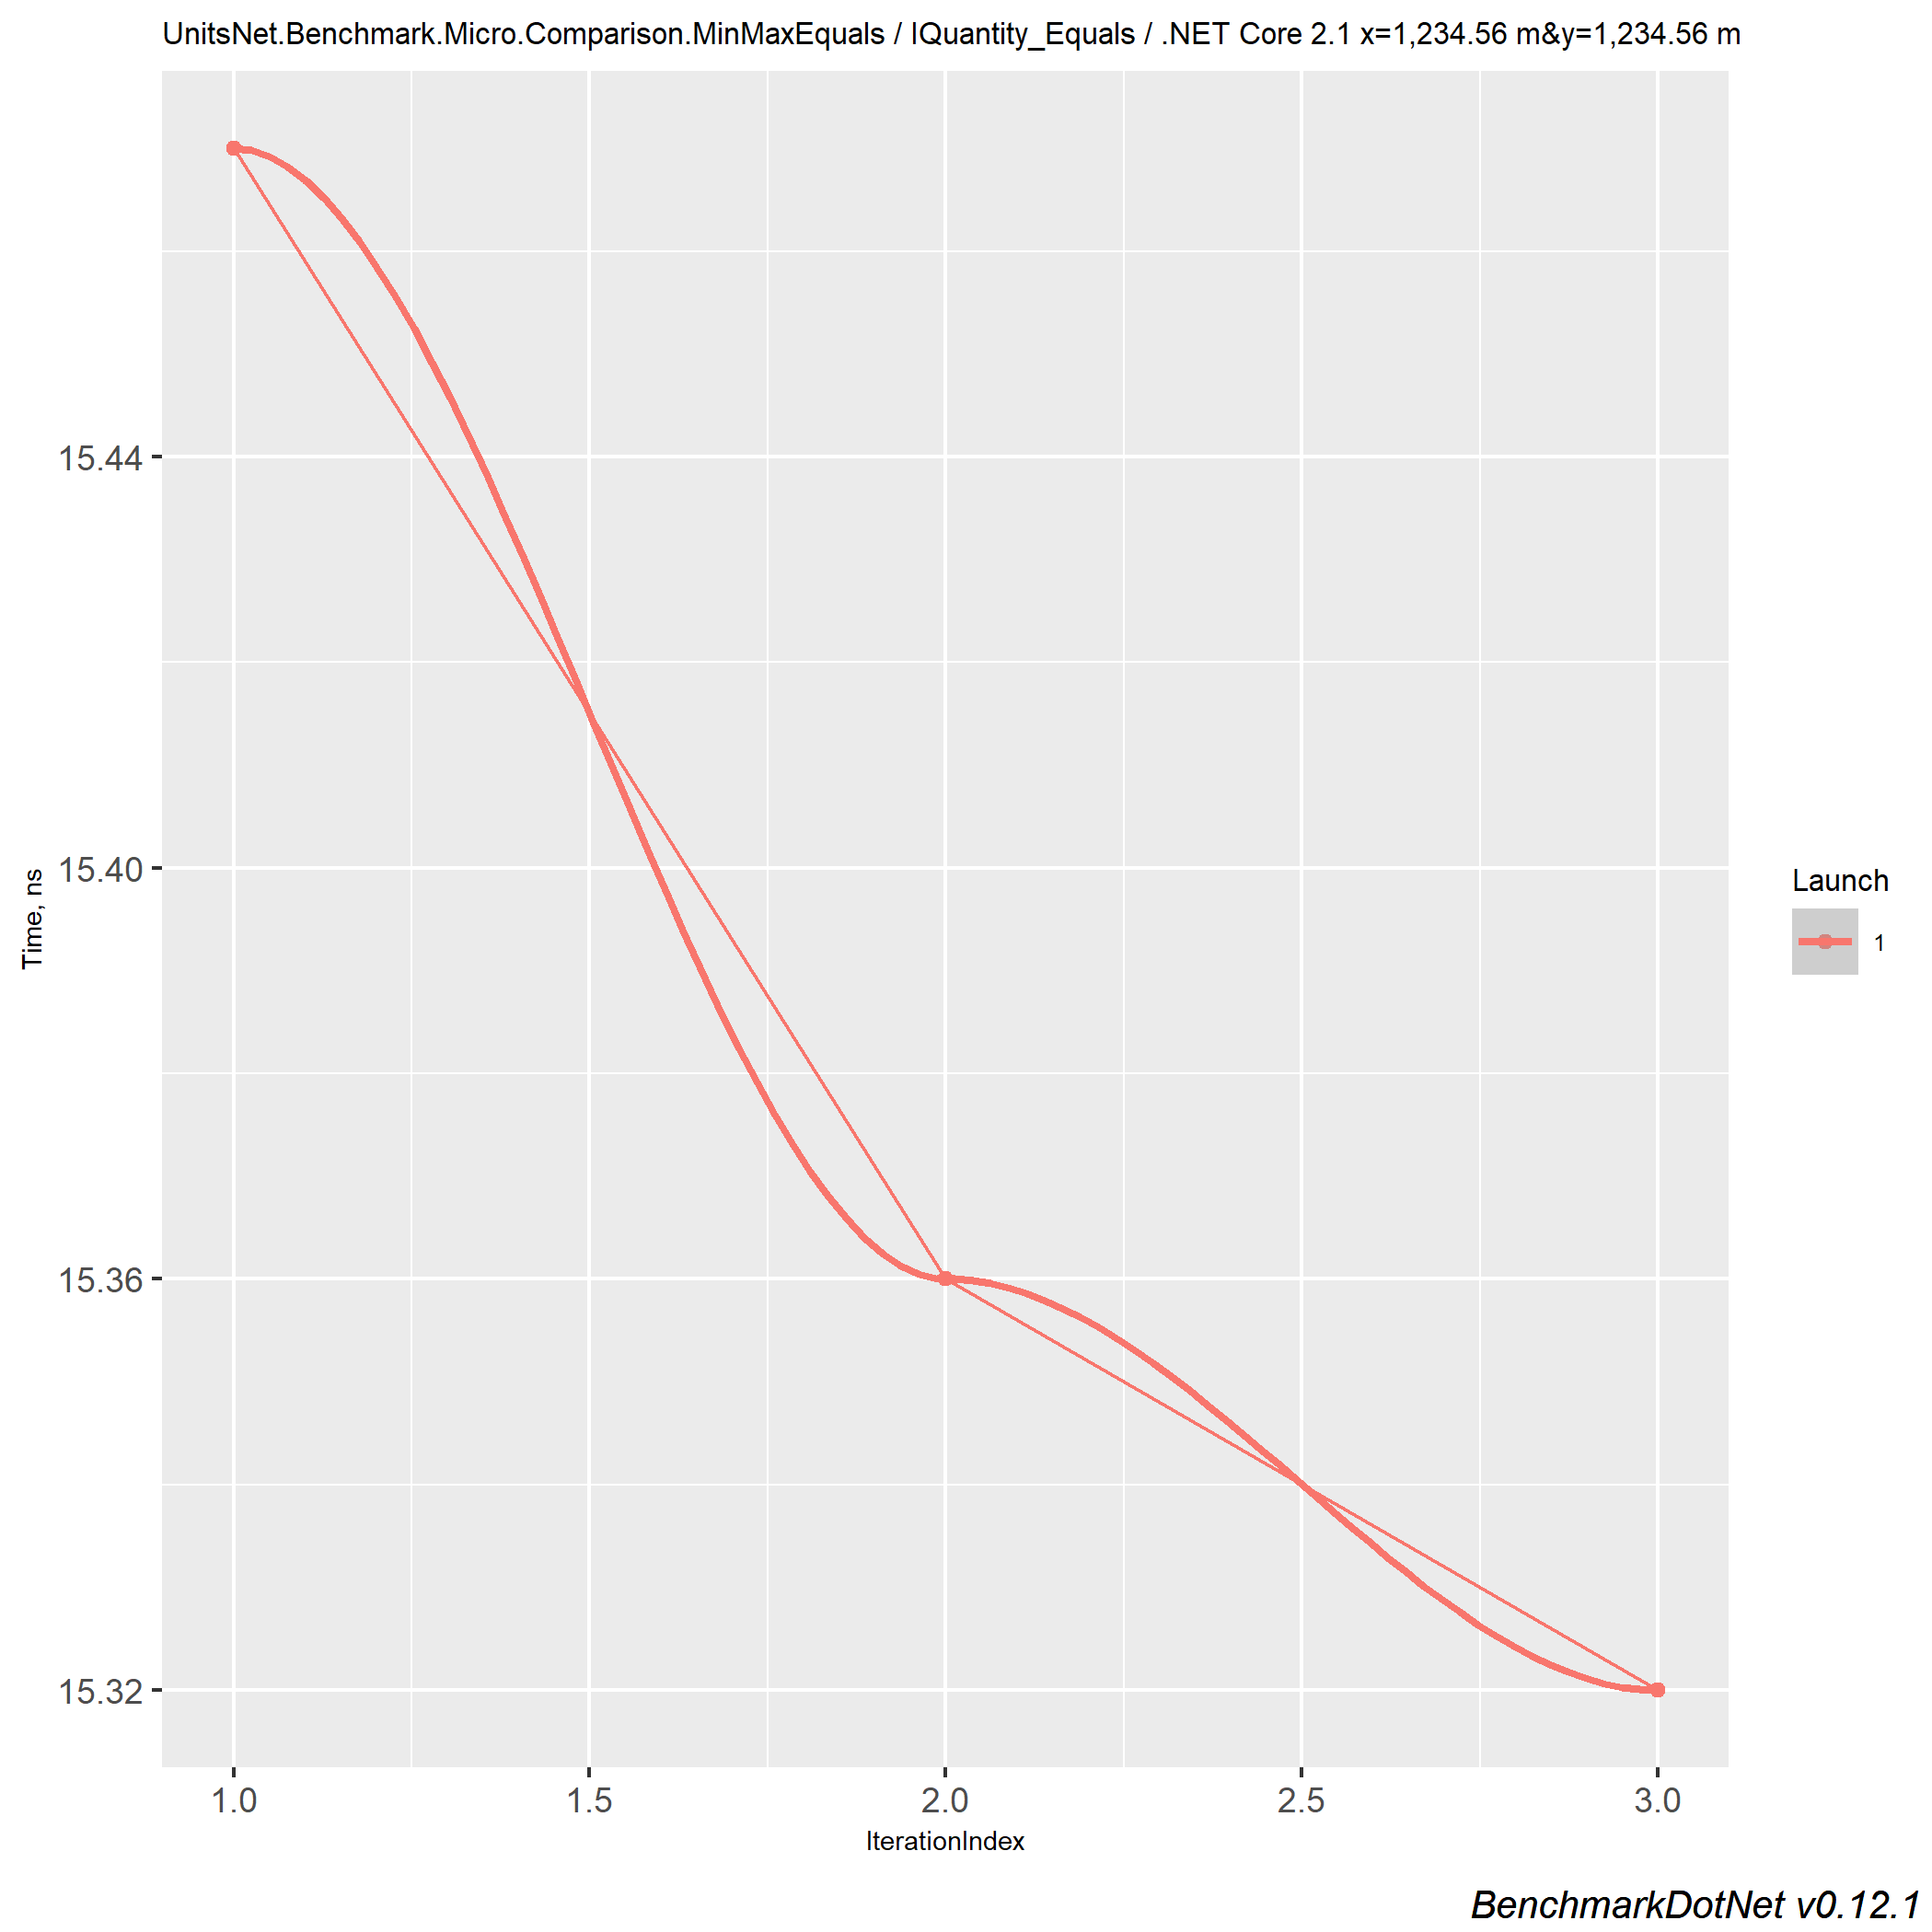 UnitsNet.Benchmark.Micro.Comparison.MinMaxEquals / IQuantity_Equals / .NET Core 2.1 x=1,234.56 m&y=1,234.56 m
15.44
15.40
15.36
15.32
Time, ns
1.0 1.5 2.0 2.5 3.0
IterationIndex
Launch
1
BenchmarkDotNet v0.12.1